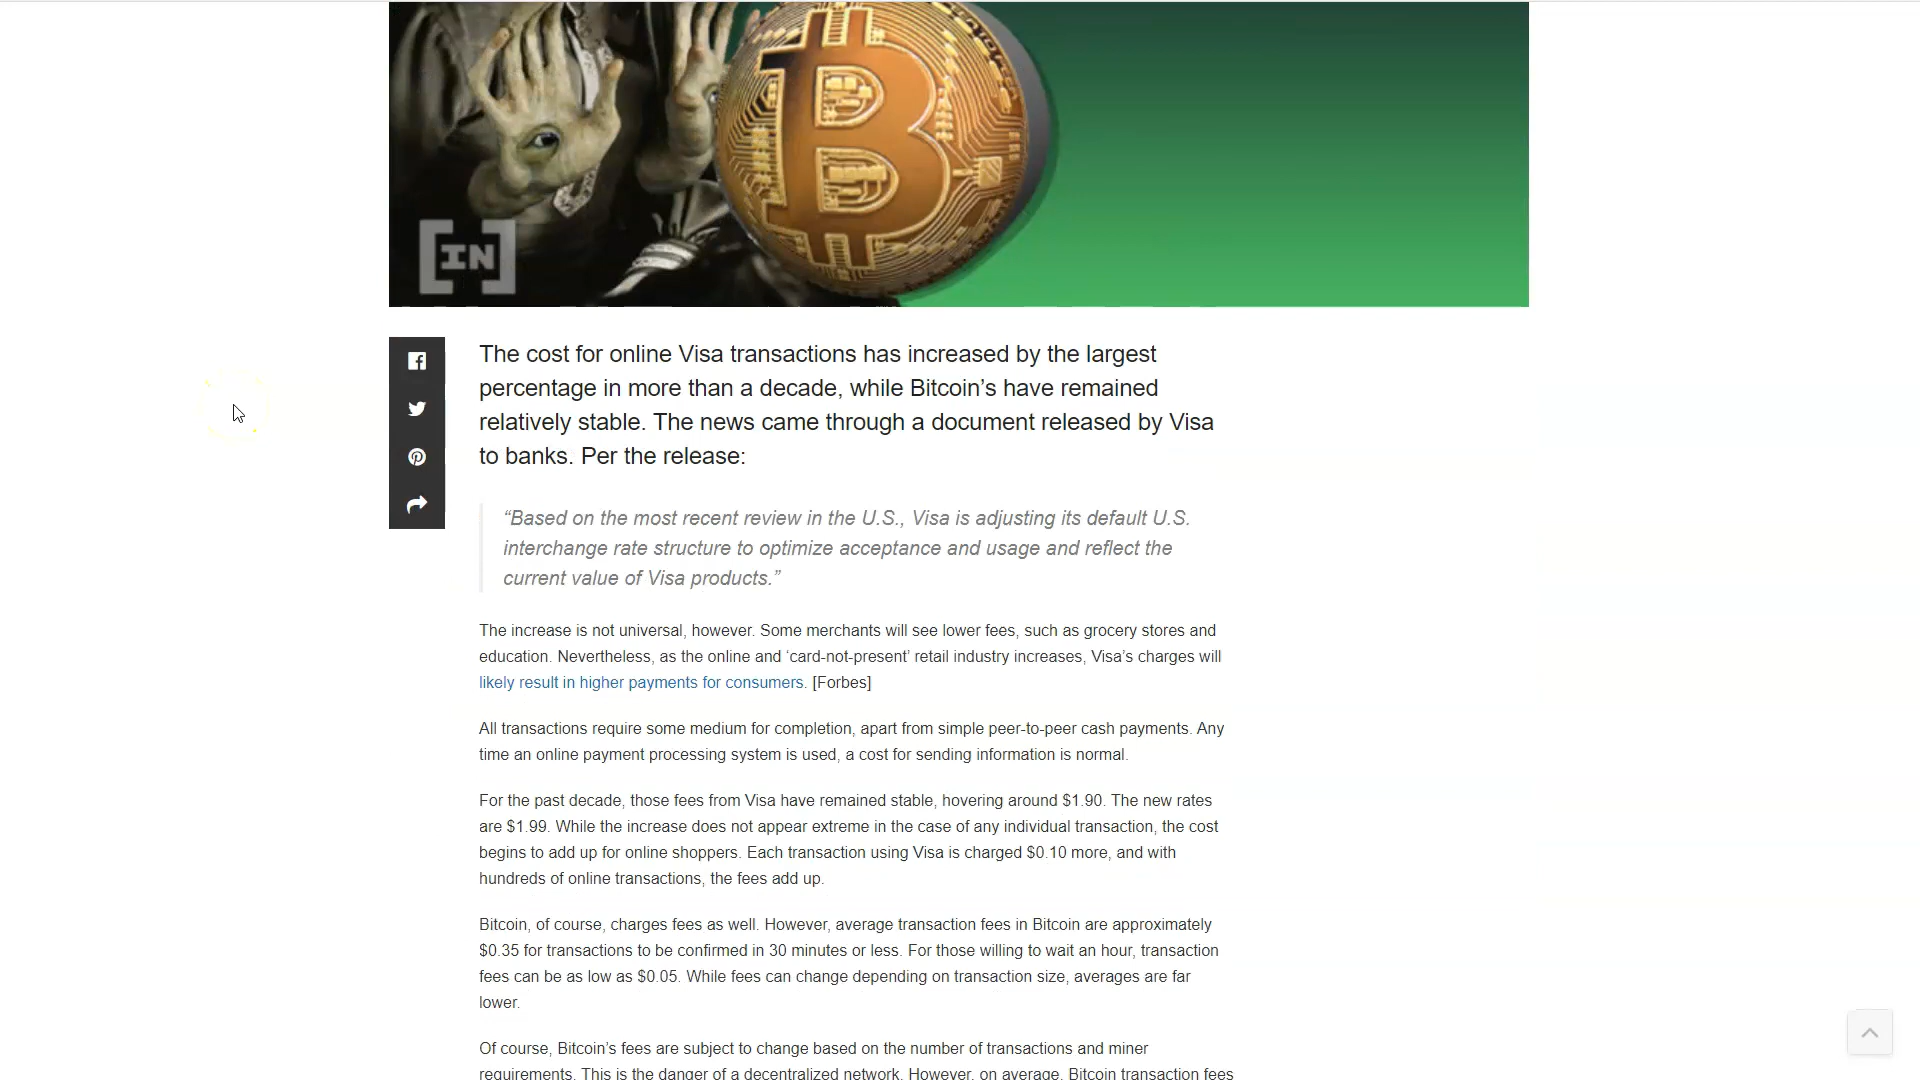 [IN]
The cost for online Visa transactions has increased by the largest
percentage in more than a decade, while Bitcoin’s have remained
relatively stable. The news came through a document released by Visa
to banks. Per the release:
“Based on the most recent review in the U.S., Visa is adjusting its default U.S.
interchange rate structure to optimize acceptance and usage and reflect the
current value of Visa products.”
The increase is not universal, however. Some merchants will see lower fees, such as grocery stores and
education. Nevertheless, as the online and ‘card-not-present’ retail industry increases, Visa’s charges will
likely result in higher payments for consumers. [Forbes]
All transactions require some medium for completion, apart from simple peer-to-peer cash payments. Any
time an online payment processing system is used, a cost for sending information is normal.
For the past decade, those fees from Visa have remained stable, hovering around $1.90. The new rates
are $1.99. While the increase does not appear extreme in the case of any individual transaction, the cost
begins to add up for online shoppers. Each transaction using Visa is charged $0.10 more, and with
hundreds of online transactions, the fees add up.
Bitcoin, of course, charges fees as well. However, average transaction fees in Bitcoin are approximately
$0.35 for transactions to be confirmed in 30 minutes or less. For those willing to wait an hour, transaction
fees can be as low as $0.05. While fees can change depending on transaction size, averages are far
lower.
Of course, Bitcoin’s fees are subject to change based on the number of transactions and miner
requirements. This is the danger of a decentralized network. However, on average, Bitcoin transaction fees